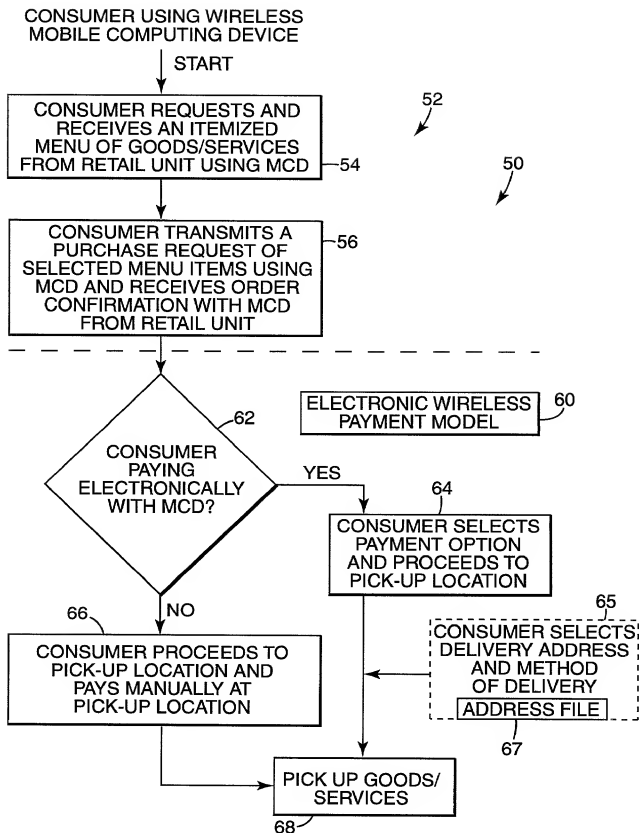 CONSUMER USING WIRELESS
MOBILE COMPUTING DEVICE
START
CONSUMER REQUESTS AND
RECEIVES AN ITEMIZED
MENU OF GOODS/SERVICES
FROM RETAIL UNIT USING MCD
54
52
50
CONSUMER TRANSMITS A
PURCHASE REQUEST OF
SELECTED MENU ITEMS USING
MCD AND RECEIVES ORDER
CONFIRMATION WITH MCD
FROM RETAIL UNIT
56
62
CONSUMER
PAYING
ELECTRONICALLY
WITH MCD?
ELECTRONIC WIRELESS
PAYMENT MODEL
60
YES
64
CONSUMER SELECTS
PAYMENT OPTION
AND PROCEEDS TO
PICK-UP LOCATION
NO
66
CONSUMER PROCEEDS TO
PICK-UP LOCATION AND
PAYS MANUALLY AT
PICK-UP LOCATION
65
CONSUMER SELECTS
DELIVERY ADDRESS
AND METHOD
OF DELIVERY
ADDRESS FILE
67
PICK UP GOODS/
SERVICES
68